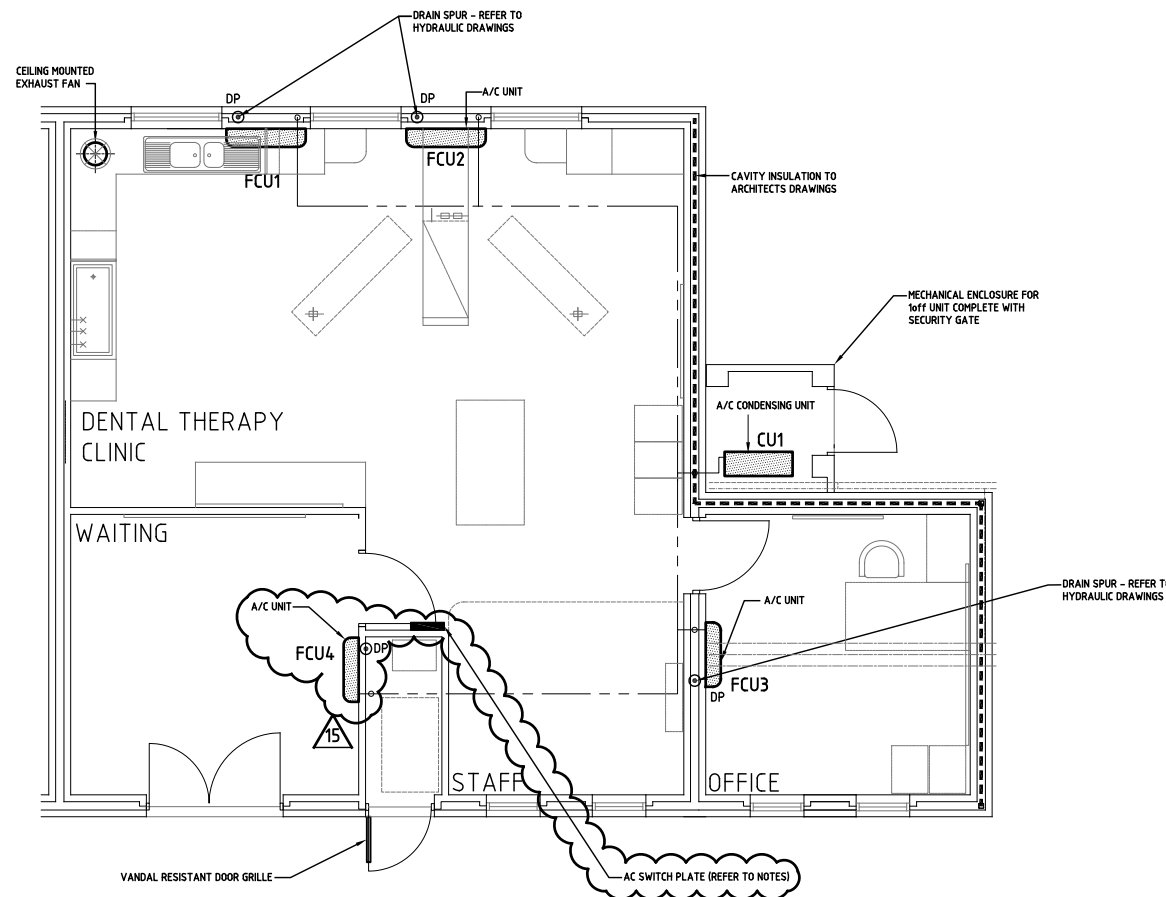 DRAIN SPUR - REFER TO
HYDRAULIC DRAWINGS
CEILING MOUNTED
EXHAUST FAN
DP
DP
A/C UNIT
FCU1
FCU2
CAVITY INSULATION TO
ARCHITECTS DRAWINGS
MECHANICAL ENCLOSURE FOR
1off UNIT COMPLETE WITH
SECURITY GATE
A/C CONDENSING UNIT
CU1
DENTAL THERAPY
CLINIC
WAITING
DRAIN SPUR - REFER TO
HYDRAULIC DRAWINGS
A/C UNIT
A/C UNIT
FCU4
DP
FCU3
DP
15
STAFF
OFFICE
VANDAL RESISTANT DOOR GRILLE
AC SWITCH PLATE (REFER TO NOTES)